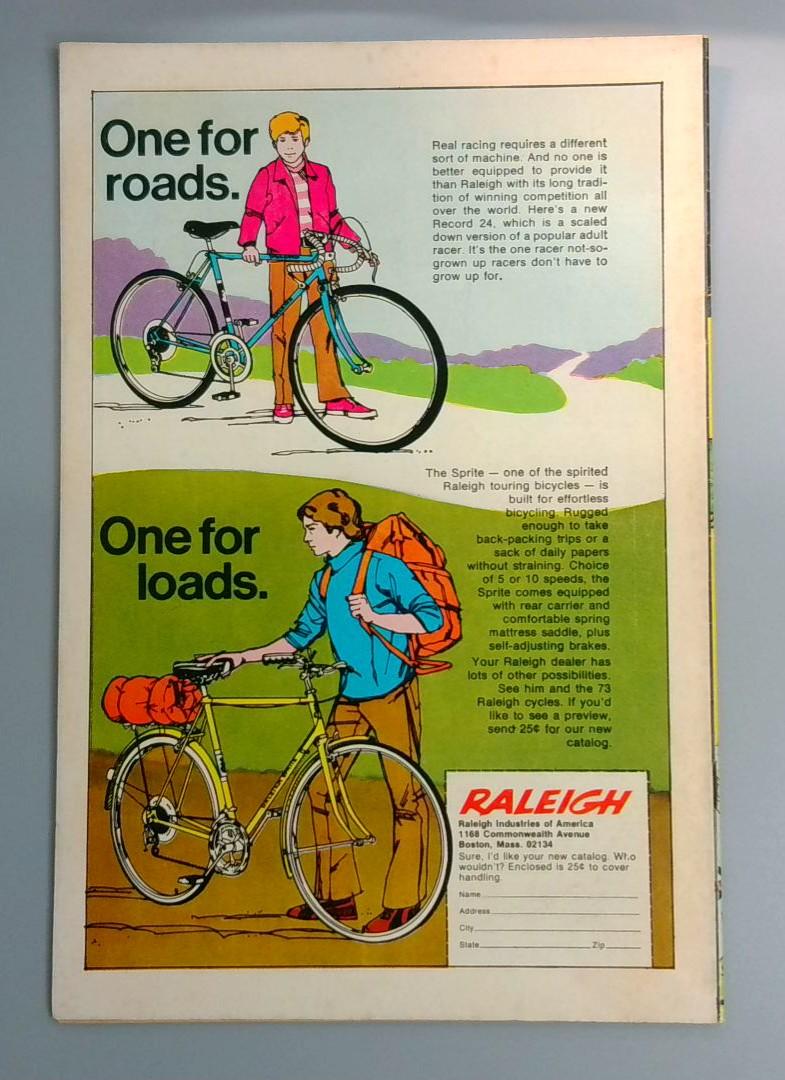 One for
roads.
Real racing requires a different
sort of machine. And no one is
better equipped to provide it
than Raleigh with its long tradi-
tion of winning competition all
over the world. Here's a new
Record 24, which is a scaled
down version of a popular adult
racer. It's the one racer not-so-
grown up racers don't have to
grow up for.
One for
loads.
The Sprite — one of the spirited
Raleigh touring bicycles — is
built for effortless
bicycling. Rugged
enough to take
back-packing trips or a
sack of daily papers
without straining. Choice
of 5 or 10 speeds, the
Sprite comes equipped
with rear carrier and
comfortable spring
mattress saddle, plus
self-adjusting brakes.
Your Raleigh dealer has
lots of other possibilities.
See him and the 73
Raleigh cycles. If you'd
like to see a preview,
send 25¢ for our new
catalog.
RALEIGH
Raleigh Industries of America
1168 Commonwealth Avenue
Boston, Mass. 02134
Sure, I'd like your new catalog. Who
wouldn't? Enclosed is 25¢ to cover
handling.
Name
Address
City
State Zip